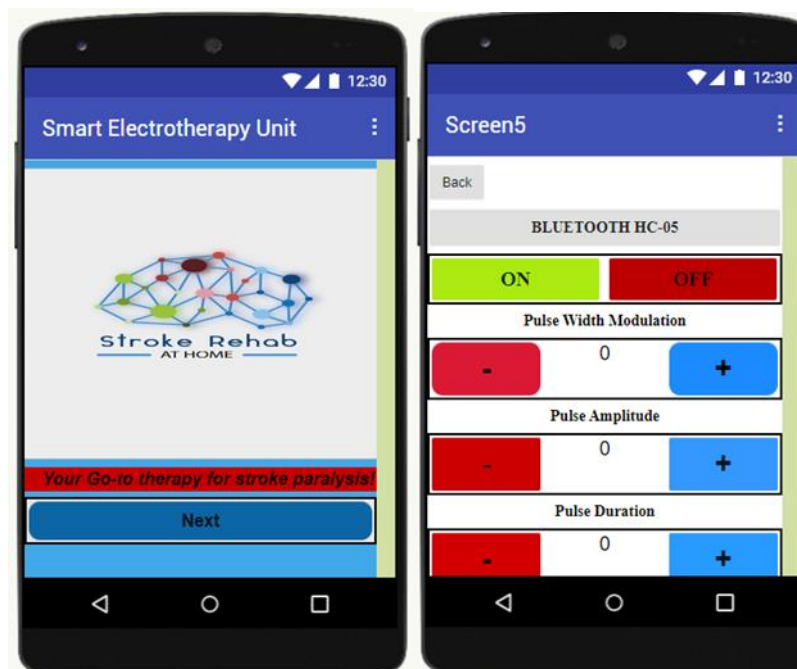 12:30
Smart Electrotherapy Unit
Stroke Rehab
AT HOME
Your Go-to therapy for stroke paralysis!
Next
12:30
Screen5
Back
BLUETOOTH HC-05
ON OFF
Pulse Width Modulation
- 0 +
Pulse Amplitude
- 0 +
Pulse Duration
- 0 +